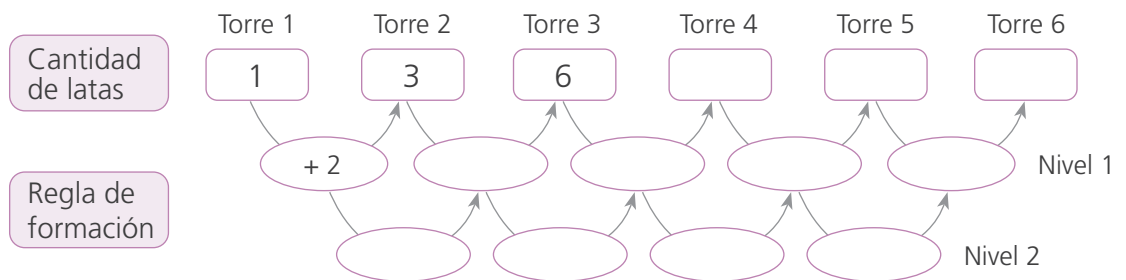 Torre 1 Torre 2 Torre 3 Torre 4 Torre 5 Torre 6
Cantidad
de latas
1 3 6
+ 2
Nivel 1
Regla de
formación
Nivel 2